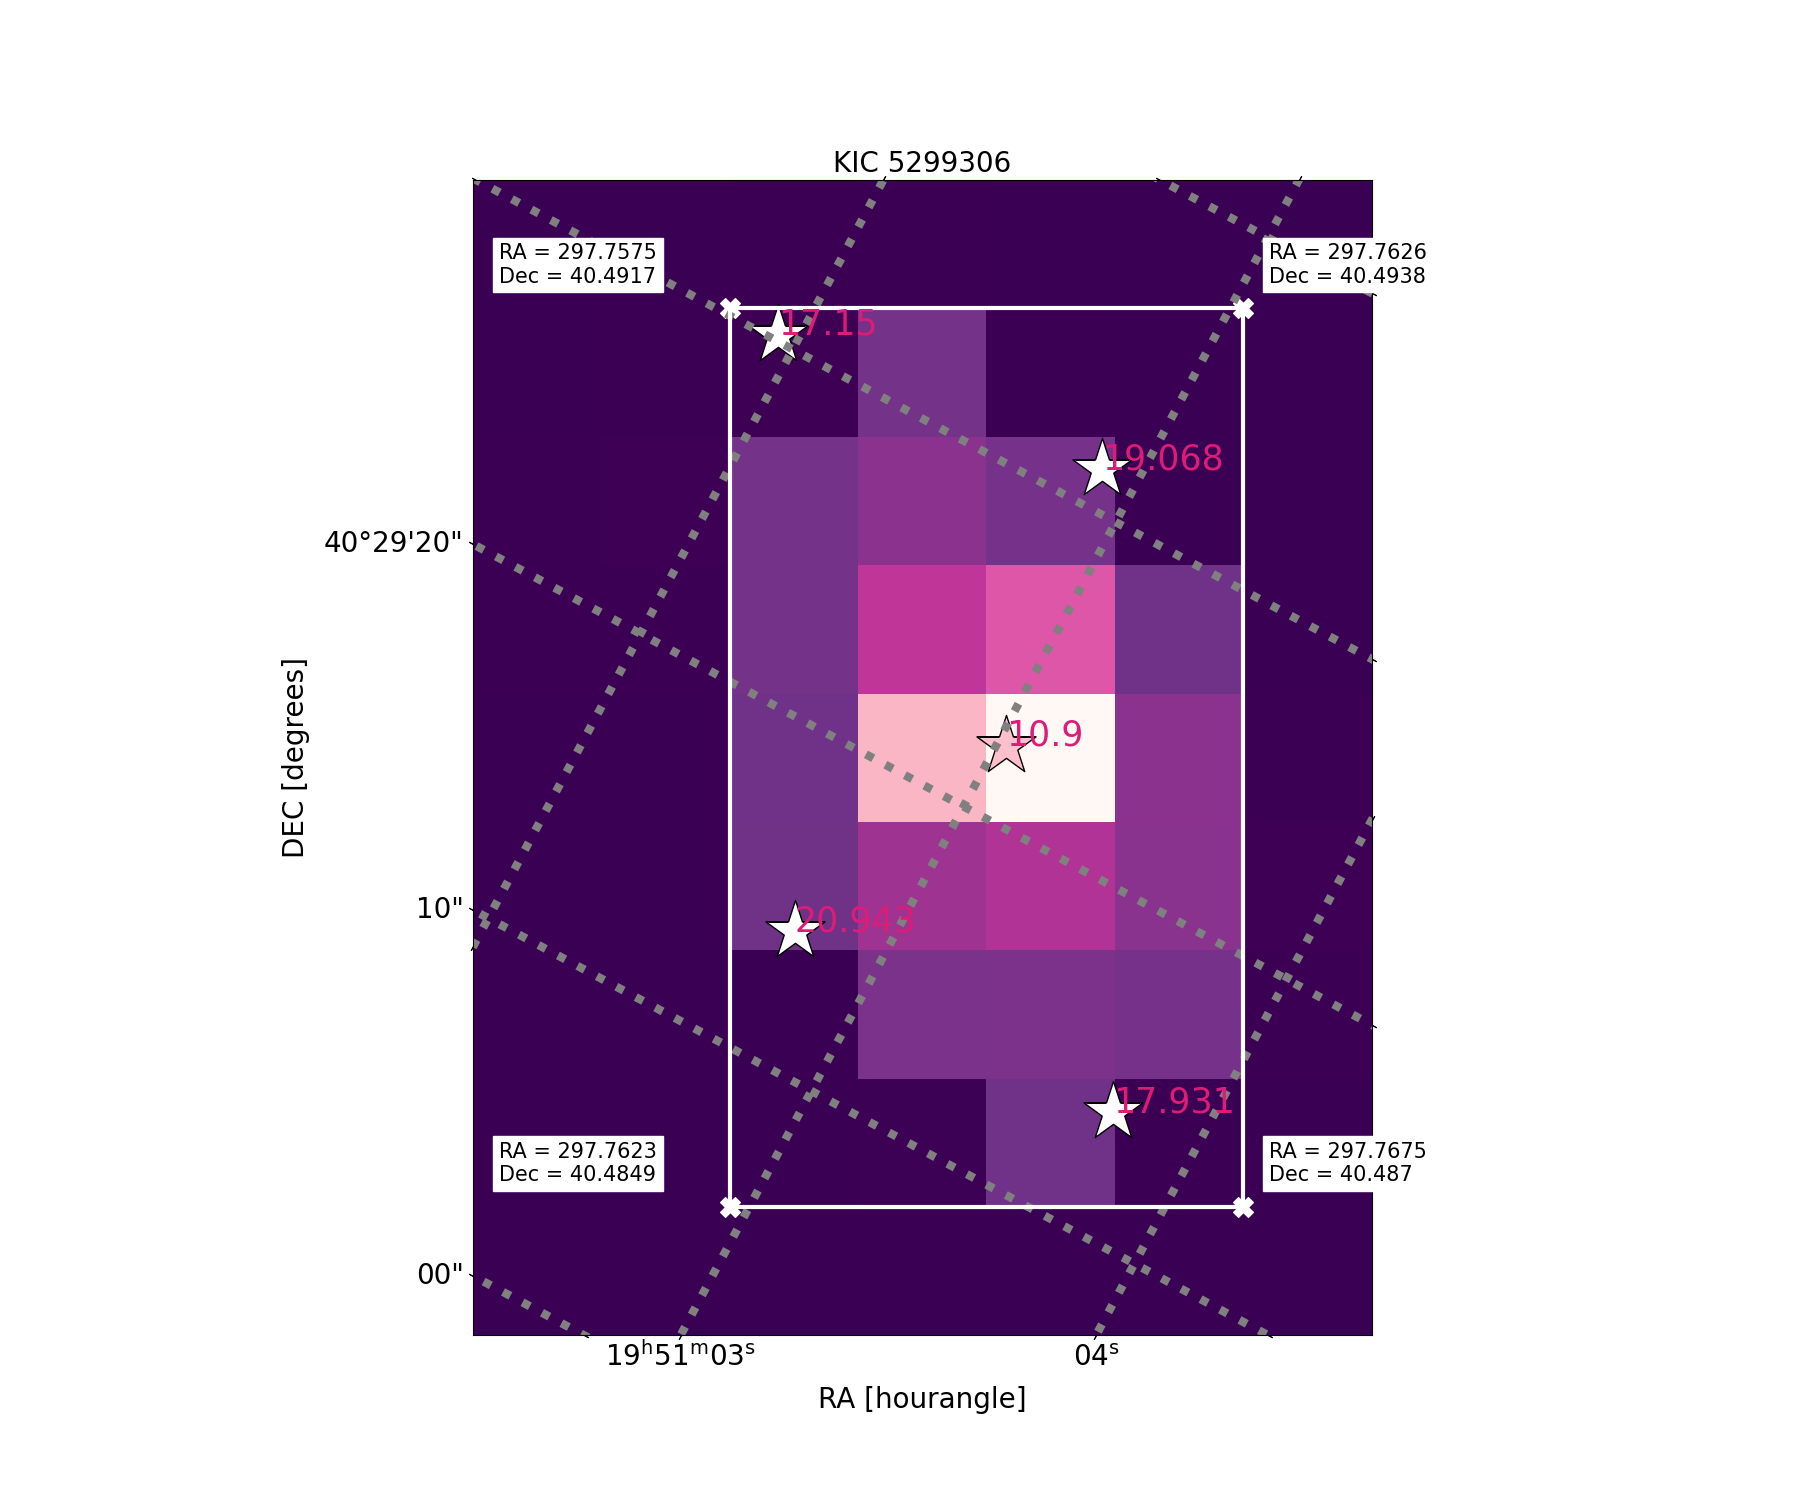 KIC 5299306
RA = 297.7575
Dec = 40.4917
RA = 297.7626
Dec = 40.4938
17.15
19.068
40°29'20"
10.9
DEC [degrees]
10"
20.943
17.931
RA = 297.7623
Dec = 40.4849
RA = 297.7675
Dec = 40.487
00"
19h51m03s
04s
RA [hourangle]